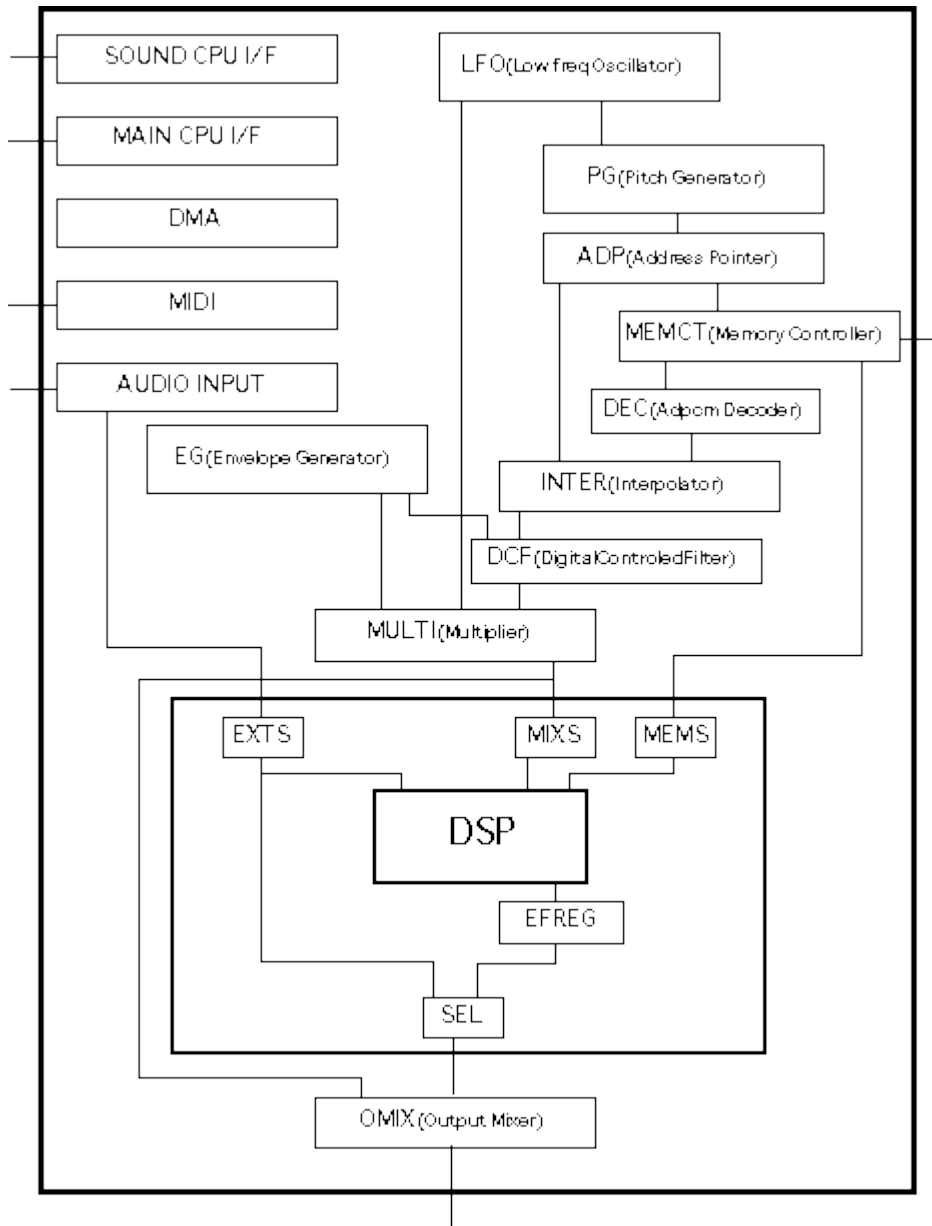 SOUND CPU I/F
LFO(Low freq Oscillator)
MAIN CPU I/F
PG(Pitch Generator)
DMA
ADP(Address Pointer)
MIDI
MEMCT(Memory Controller)
AUDIO INPUT
DEC(Adpcm Decoder)
EG(Envelope Generator)
INTER(Interpolator)
DCF(DigitalControledFilter)
MULTI(Multiplier)
EXTS
MIXS
MEMS
DSP
EFREG
SEL
OMIX(Output Mixer)